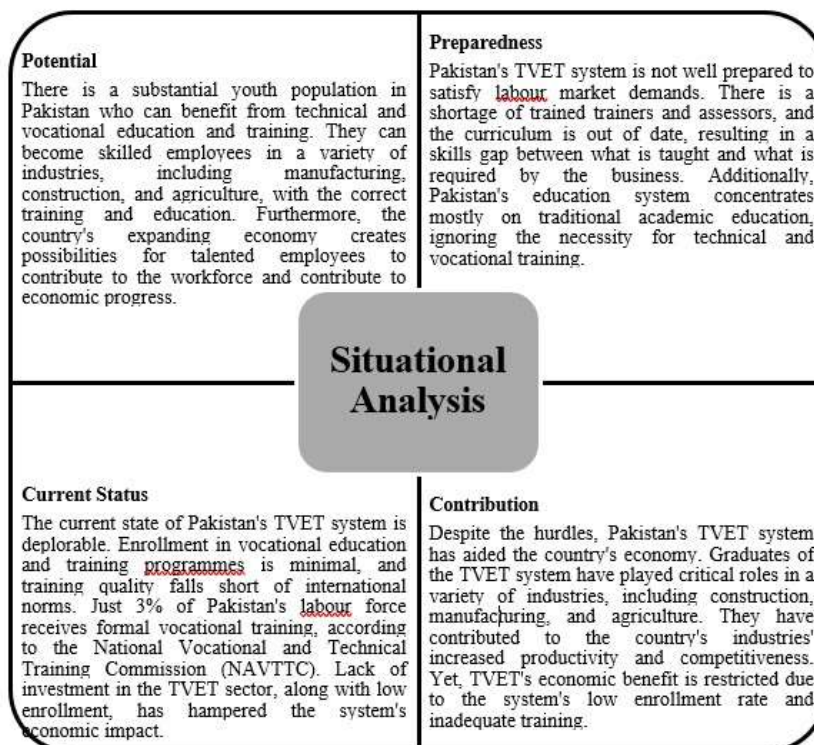 Potential
There is a substantial youth population in
Pakistan who can benefit from technical and
vocational education and training. They can
become skilled employees in a variety of
industries, including manufacturing,
construction, and agriculture, with the correct
training and education. Furthermore, the
country's expanding economy creates
possibilities for talented employees to
contribute to the workforce and contribute to
economic progress.
Preparedness
Pakistan's TVET system is not well prepared to
satisfy labour market demands. There is a
shortage of trained trainers and assessors, and
the curriculum is out of date, resulting in a
skills gap between what is taught and what is
required by the business. Additionally,
Pakistan's education system concentrates
mostly on traditional academic education,
ignoring the necessity for technical and
vocational training.
Situational
Analysis
Current Status
The current state of Pakistan's TVET system is
deplorable. Enrollment in vocational education
and training programmes is minimal, and
training quality falls short of international
norms. Just 3% of Pakistan's labour force
receives formal vocational training, according
to the National Vocational and Technical
Training Commission (NAVTTC). Lack of
investment in the TVET sector, along with low
enrollment, has hampered the system's
economic impact.
Contribution
Despite the hurdles, Pakistan's TVET system
has aided the country's economy. Graduates of
the TVET system have played critical roles in a
variety of industries, including construction,
manufacturing, and agriculture. They have
contributed to the country's industries'
increased productivity and competitiveness.
Yet, TVET's economic benefit is restricted due
to the system's low enrollment rate and
inadequate training.